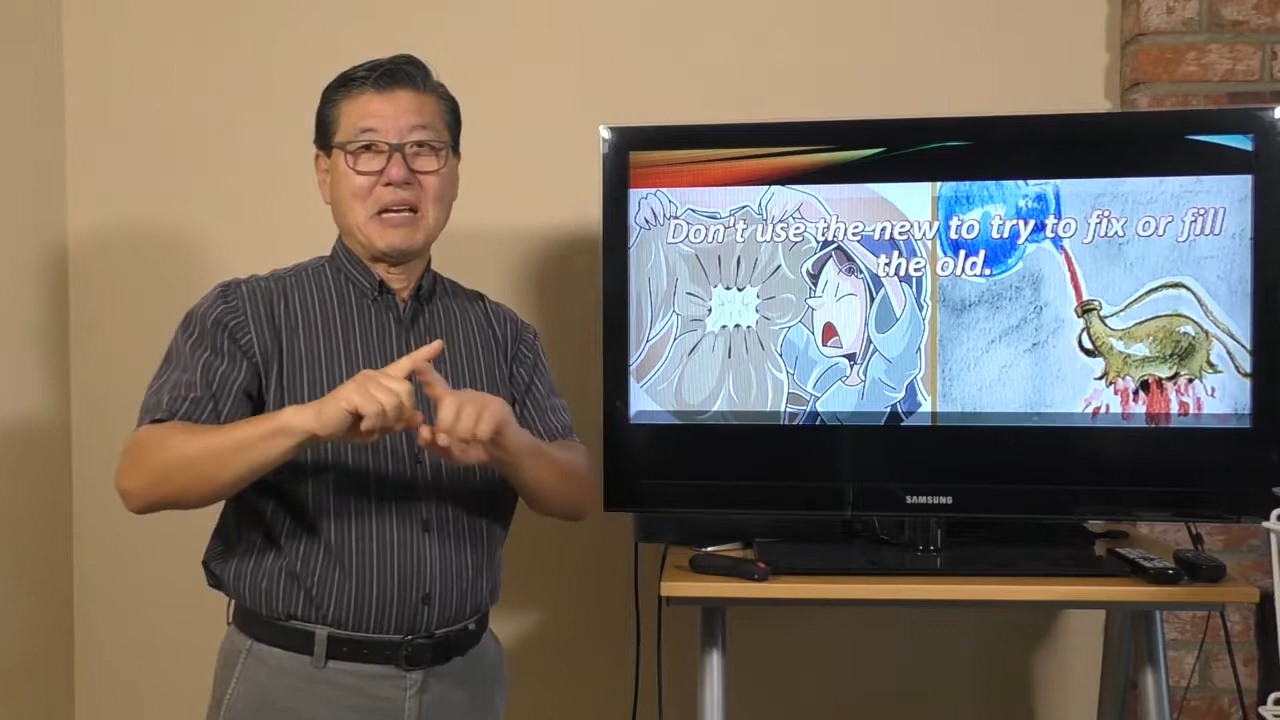 Don't use the new to try to fix or fill
the old.
SAMSUNG